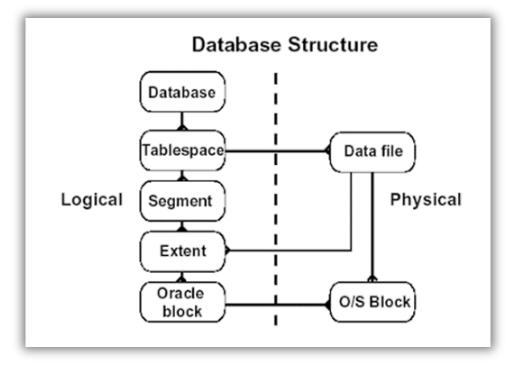 Database Structure
Database
Tablespace
Data file
Logical
Segment
Physical
Extent
Oracle
block
O/S Block